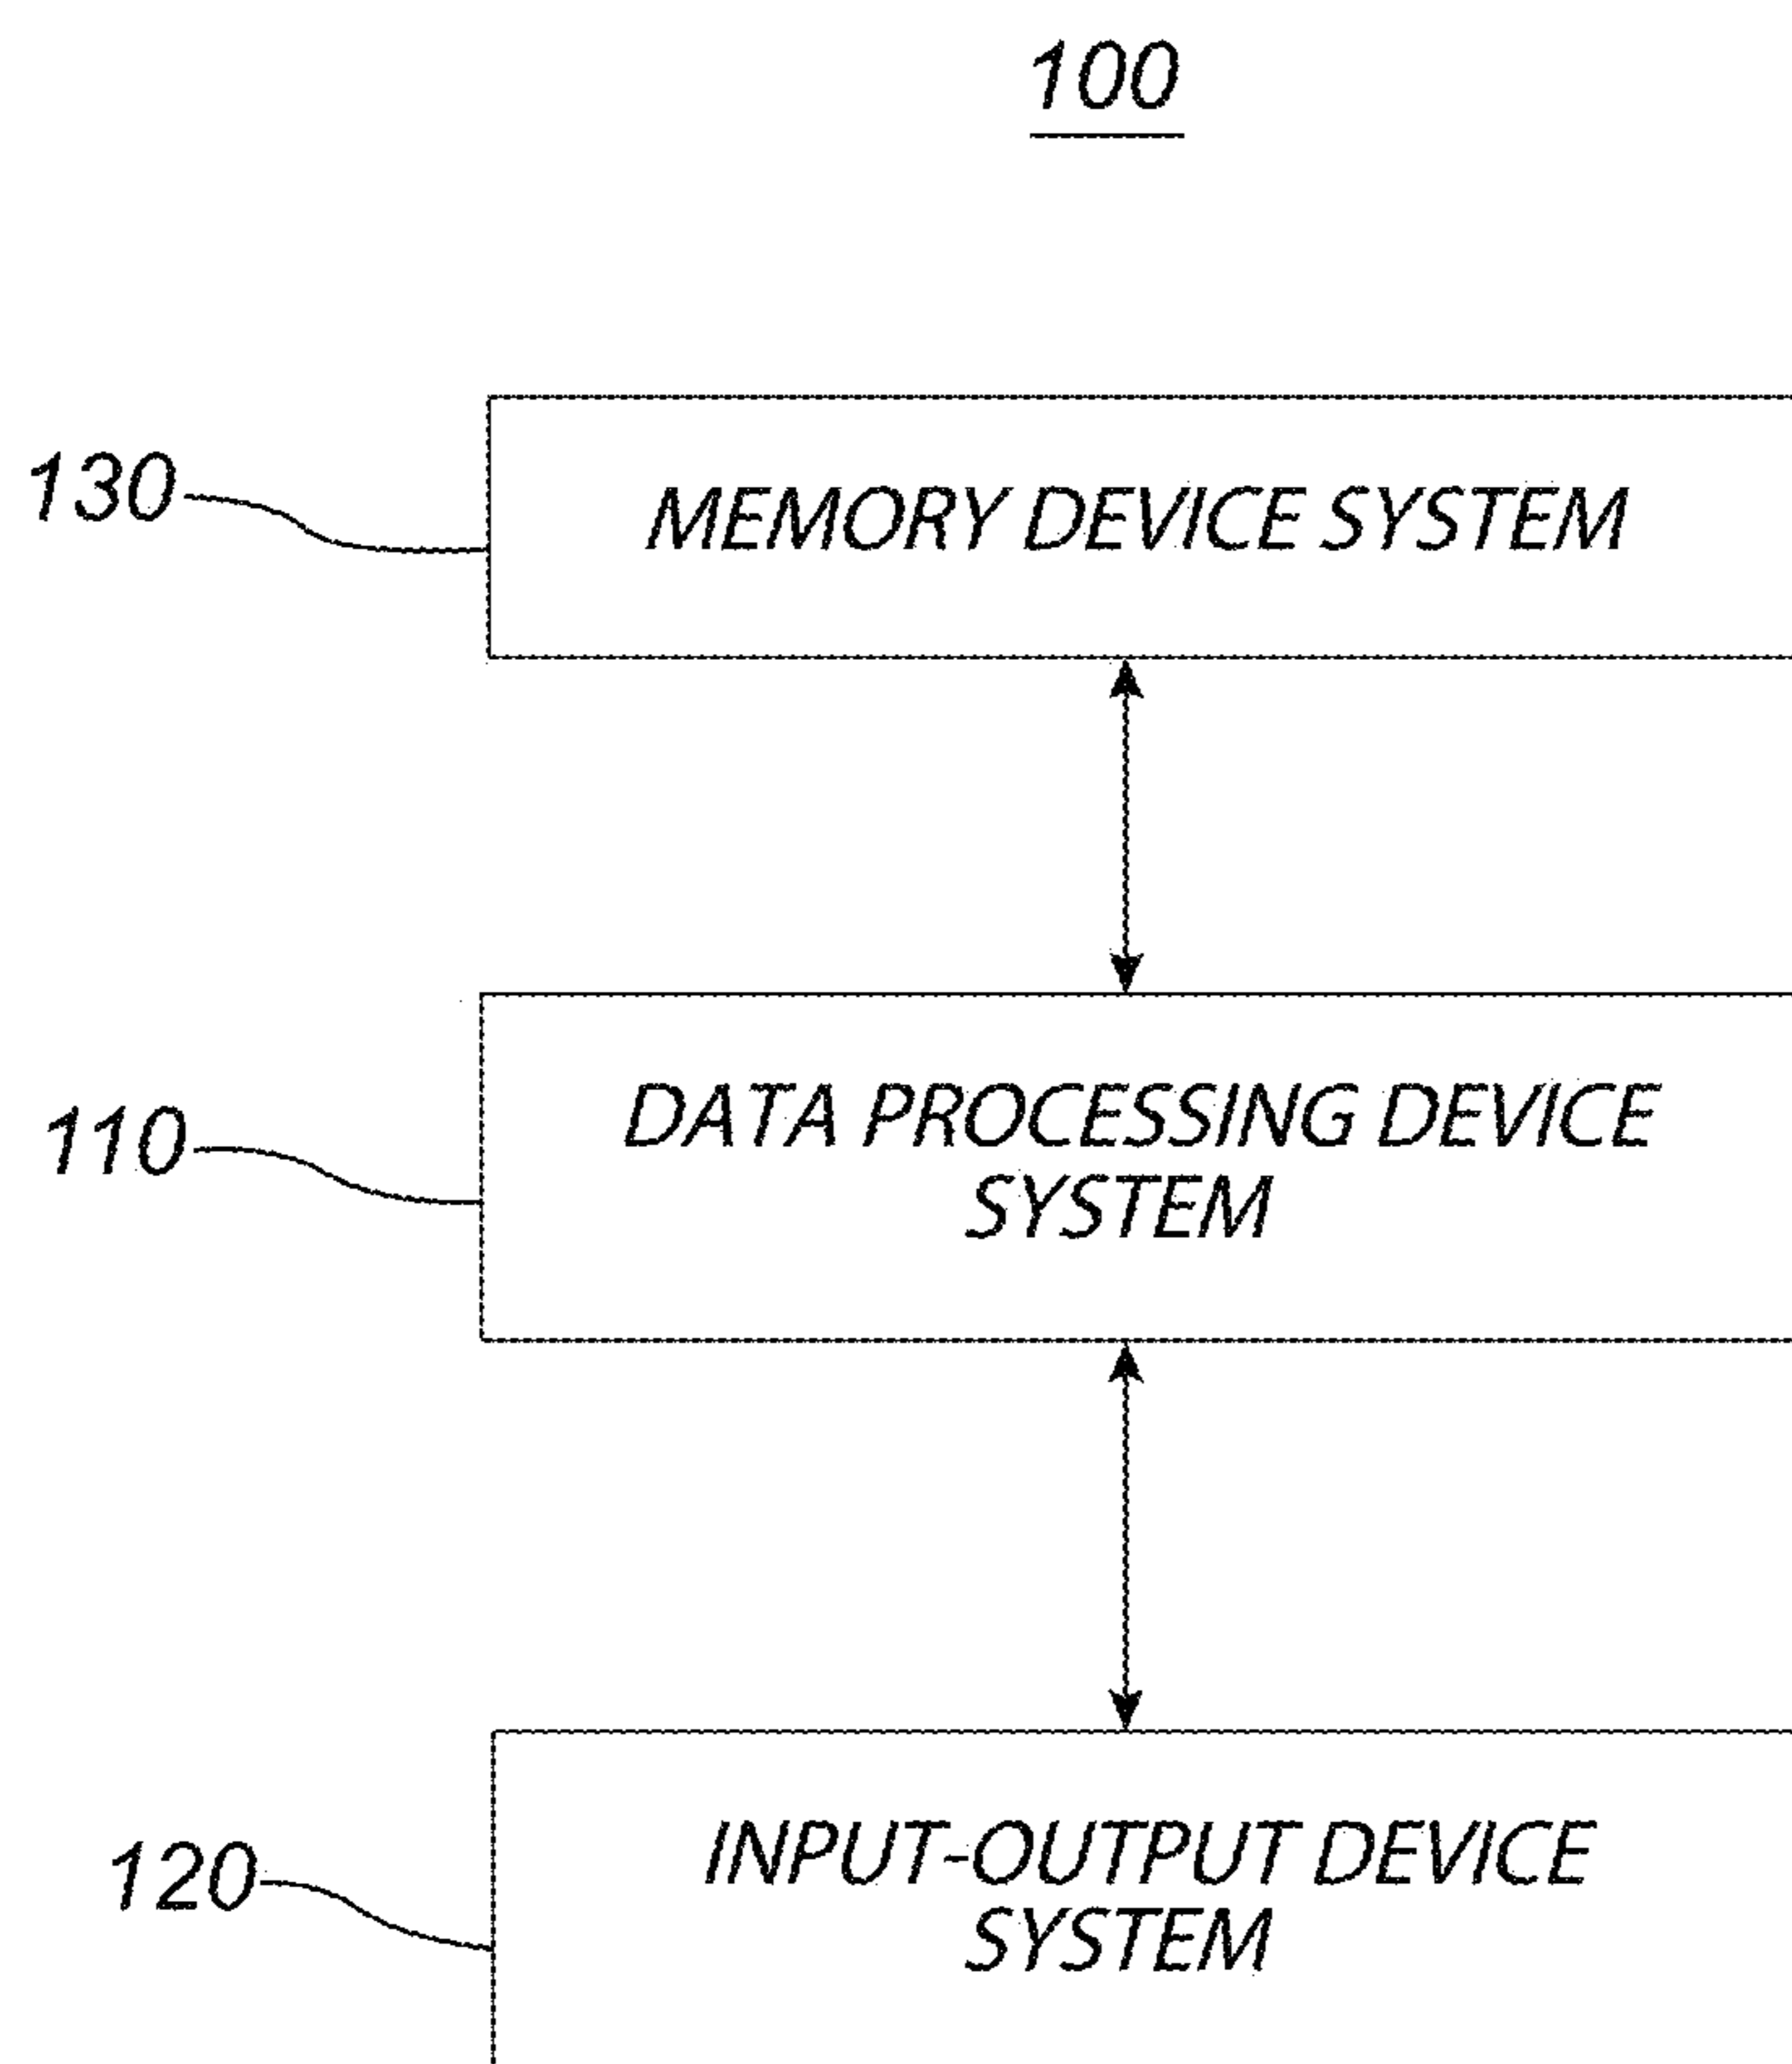 100
130
MEMORY DEVICE SYSTEM
110
DATA PROCESSING DEVICE
SYSTEM
120
INPUT-OUTPUT DEVICE
SYSTEM